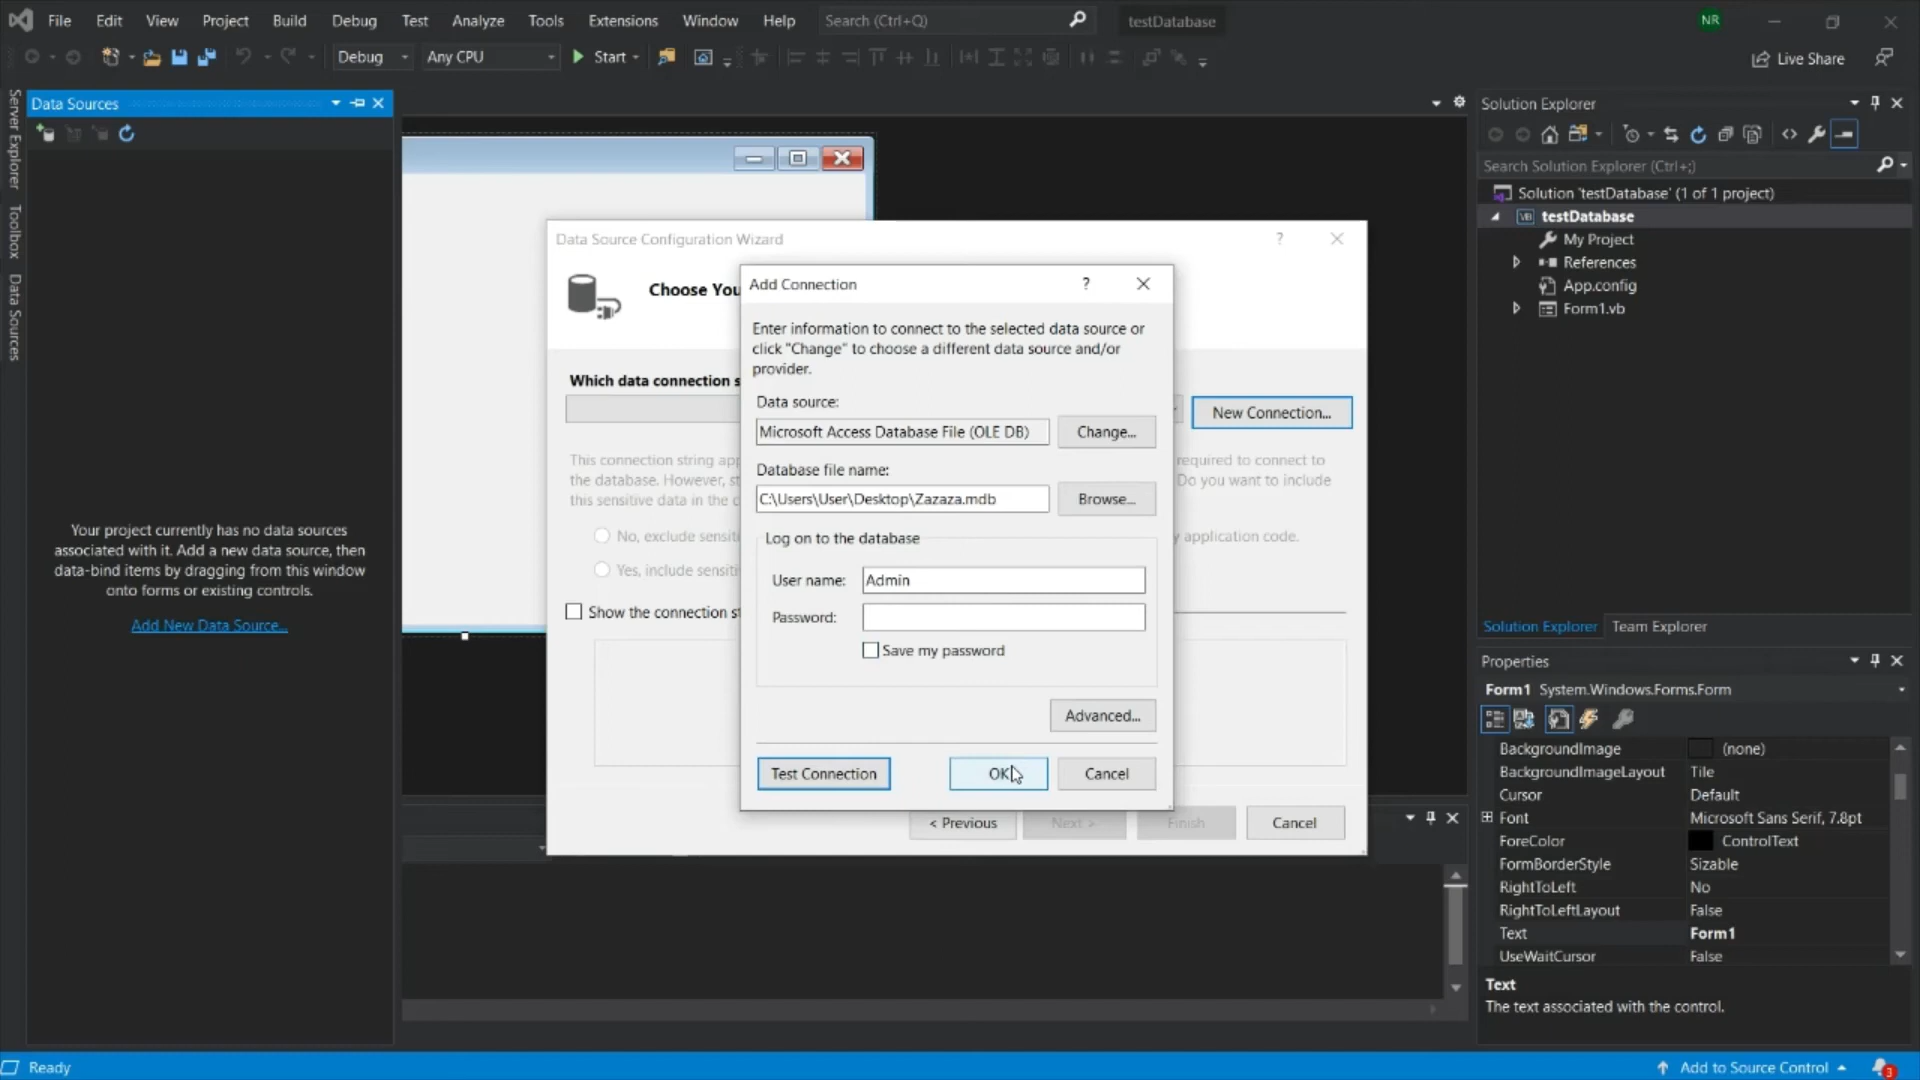 File Edit View Project Build Debug Test Analyze Tools Extensions Window Help Search (Ctrl+Q) testDatabase NR
Debug Any CPU Start Live Share
Server Explorer
Toolbox
Data Sources
Data Sources
Your project currently has no data sources
associated with it. Add a new data source, then
data-bind items by dragging from this window
onto forms or existing controls.
Add New Data Source...
Data Source Configuration Wizard ?
Choose You
Which data connection s
New Connection...
This connection string app
required to connect to
the database. However, st
Do you want to include
this sensitive data in the c
No, exclude sensiti
y application code.
Yes, include sensiti
Show the connection st
< Previous Next > Finish Cancel
Add Connection ?
Enter information to connect to the selected data source or
click "Change" to choose a different data source and/or
provider.
Data source:
Microsoft Access Database File (OLE DB) Change...
Database file name:
C:\Users\User\Desktop\Zazaza.mdb Browse...
Log on to the database
User name: Admin
Password:
Save my password
Advanced...
Test Connection OK Cancel
Solution Explorer
Search Solution Explorer (Ctrl+;)
Solution 'testDatabase' (1 of 1 project)
VB testDatabase
My Project
References
App.config
Form1.vb
Solution Explorer Team Explorer
Properties
Form1 System.Windows.Forms.Form
BackgroundImage (none)
BackgroundImageLayout Tile
Cursor Default
Font Microsoft Sans Serif, 7.8pt
ForeColor ControlText
FormBorderStyle Sizable
RightToLeft No
RightToLeftLayout False
Text Form1
UseWaitCursor False
Text
The text associated with the control.
Ready Add to Source Control 3